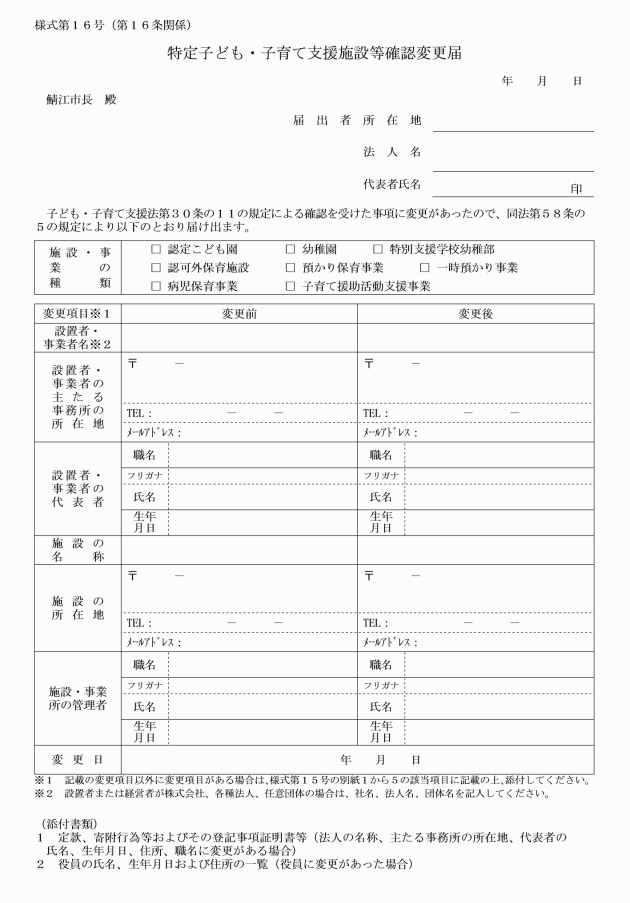 様式第１６号（第１６条関係）
特定子ども・子育て支援施設等確認変更届
年　　月　　日
鯖江市長　殿
届　出　者　所　在　地
法　人　名
代表者氏名
印
子ども・子育て支援法第３０条の１１の規定による確認を受けた事項に変更があったので、同法第５８条の
５の規定により以下のとおり届け出ます。
施設・事業の種類
□ 認定こども園　□ 幼稚園　□ 特別支援学校幼稚部
□ 認可外保育施設　□ 預かり保育事業　□ 一時預かり事業
□ 病児保育事業　□ 子育て援助活動支援事業
変更項目※１　変更前　変更後
設置者・
事業者名※２
設置者・
事業者の
主たる
事務所の
所在地
〒　　－　〒　　－
TEL：　　－　　－　TEL：　　－　　－
ﾒｰﾙｱﾄﾞﾚｽ：　ﾒｰﾙｱﾄﾞﾚｽ：
設置者・
事業者の
代表者
職名　職名
フリガナ　フリガナ
氏名　氏名
生年　生年
月日　月日
施設の
名称
施設の
所在地
〒　　－　〒　　－
TEL：　　－　　－　TEL：　　－　　－
ﾒｰﾙｱﾄﾞﾚｽ：　ﾒｰﾙｱﾄﾞﾚｽ：
施設・事業
所の管理者
職名　職名
フリガナ　フリガナ
氏名　氏名
生年　生年
月日　月日
変更日　年　　月　　日
※１　記載の変更項目以外に変更項目がある場合は、様式第１５号の別紙１から５の該当項目に記載の上、添付してください。
※２　設置者または経営者が株式会社、各種法人、任意団体の場合は、社名、法人名、団体名を記入してください。
（添付書類）
１　定款、寄附行為等およびその登記事項証明書等（法人の名称、主たる事務所の所在地、代表者の
氏名、生年月日、住所、職名に変更がある場合）
２　役員の氏名、生年月日および住所の一覧（役員に変更があった場合）